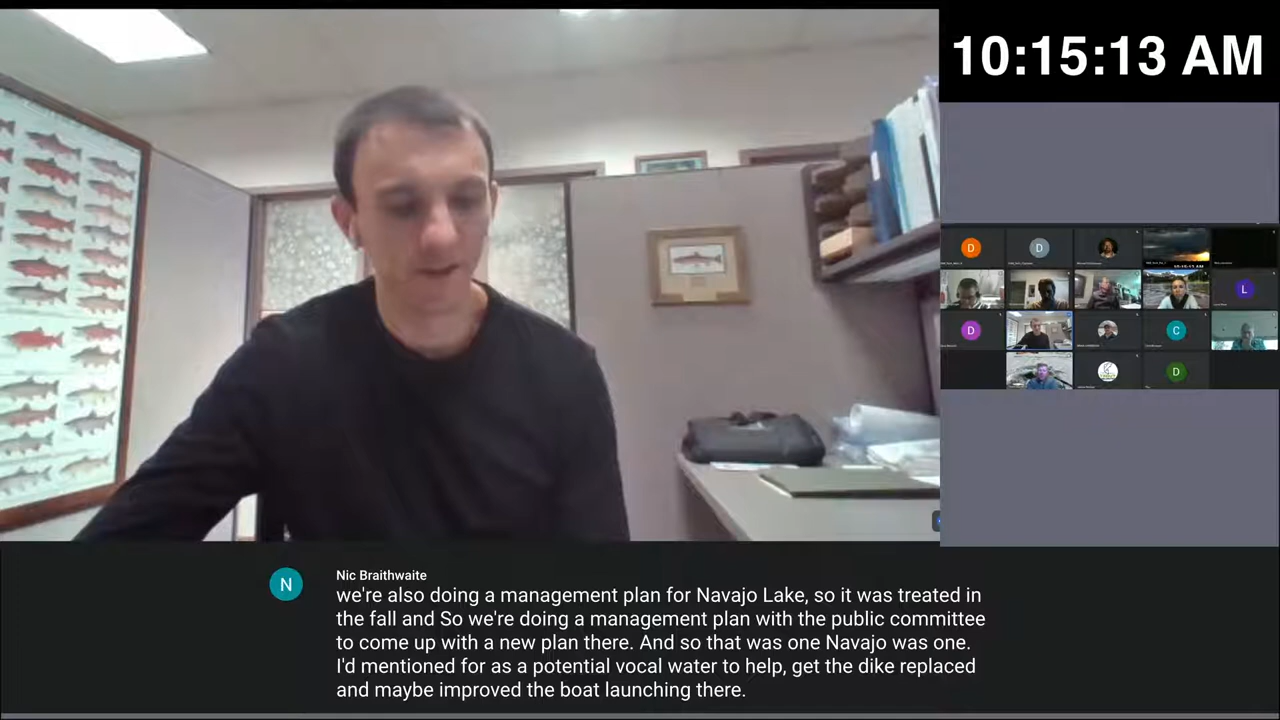 10:15:13 AM
D
D
L
D
C
D
N
Nic Braithwaite
we're also doing a management plan for Navajo Lake, so it was treated in
the fall and So we're doing a management plan with the public committee
to come up with a new plan there. And so that was one Navajo was one.
I'd mentioned for as a potential vocal water to help, get the dike replaced
and maybe improved the boat launching there.